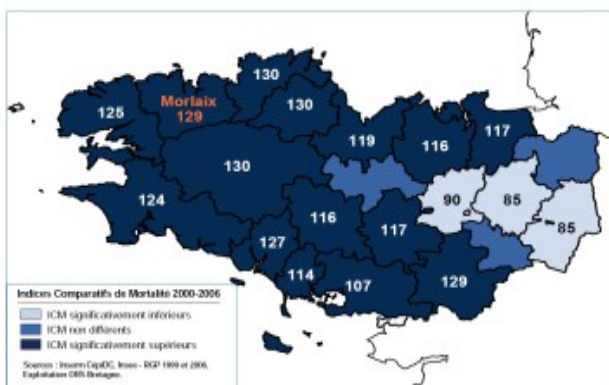 130
125
Morlaix
129
130
119
116
117
130
90
85
124
116
85
117
127
114
107
129
Indices Comparatifs de Mortalité 2000-2006
ICM significativement inférieurs
ICM non différents
ICM significativement supérieurs
Sources : Inserm CépiDC, Insee - RGP 1999 et 2006.
Exploitation ORS Bretagne.